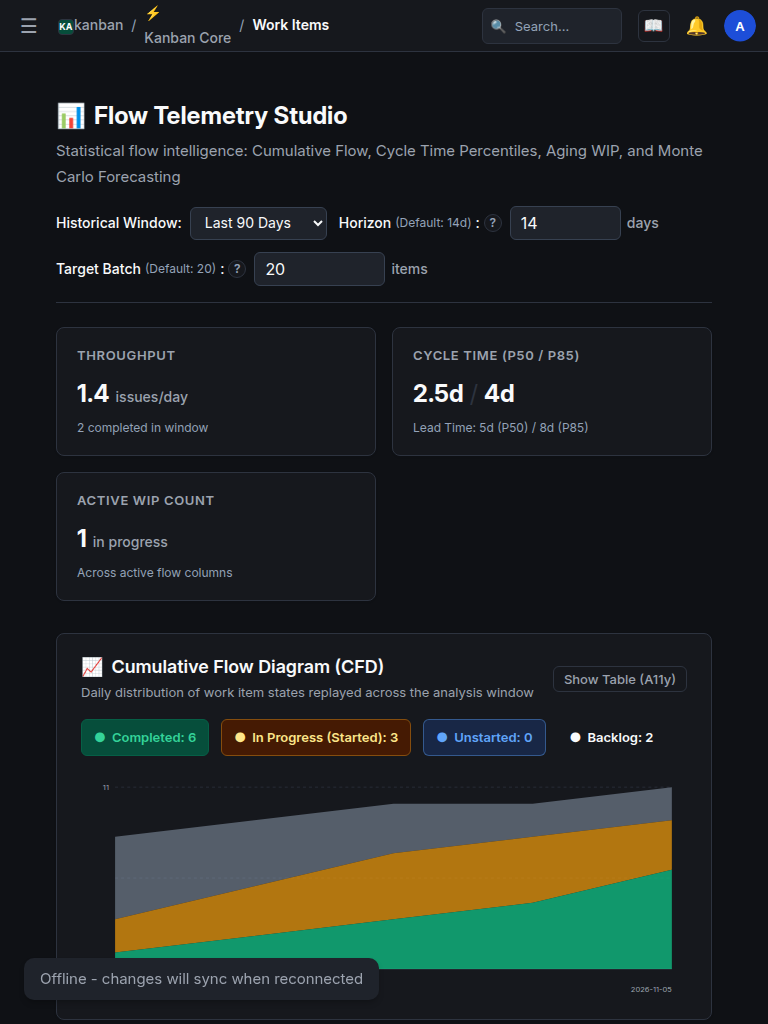 ☰ KA kanban / ⚡ Kanban Core / Work Items 🔍 Search... 📖 🔔 A
📊 Flow Telemetry Studio
Statistical flow intelligence: Cumulative Flow, Cycle Time Percentiles, Aging WIP, and Monte
Carlo Forecasting
Historical Window: Last 90 Days Horizon (Default: 14d) : ? 14 days
Target Batch (Default: 20) : ? 20 items
THROUGHPUT
1.4 issues/day
2 completed in window
CYCLE TIME (P50 / P85)
2.5d / 4d
Lead Time: 5d (P50) / 8d (P85)
ACTIVE WIP COUNT
1 in progress
Across active flow columns
📈 Cumulative Flow Diagram (CFD)
Daily distribution of work item states replayed across the analysis window
Show Table (A11y)
● Completed: 6 ● In Progress (Started): 3 ● Unstarted: 0 ● Backlog: 2
11
2026-11-05
Offline - changes will sync when reconnected